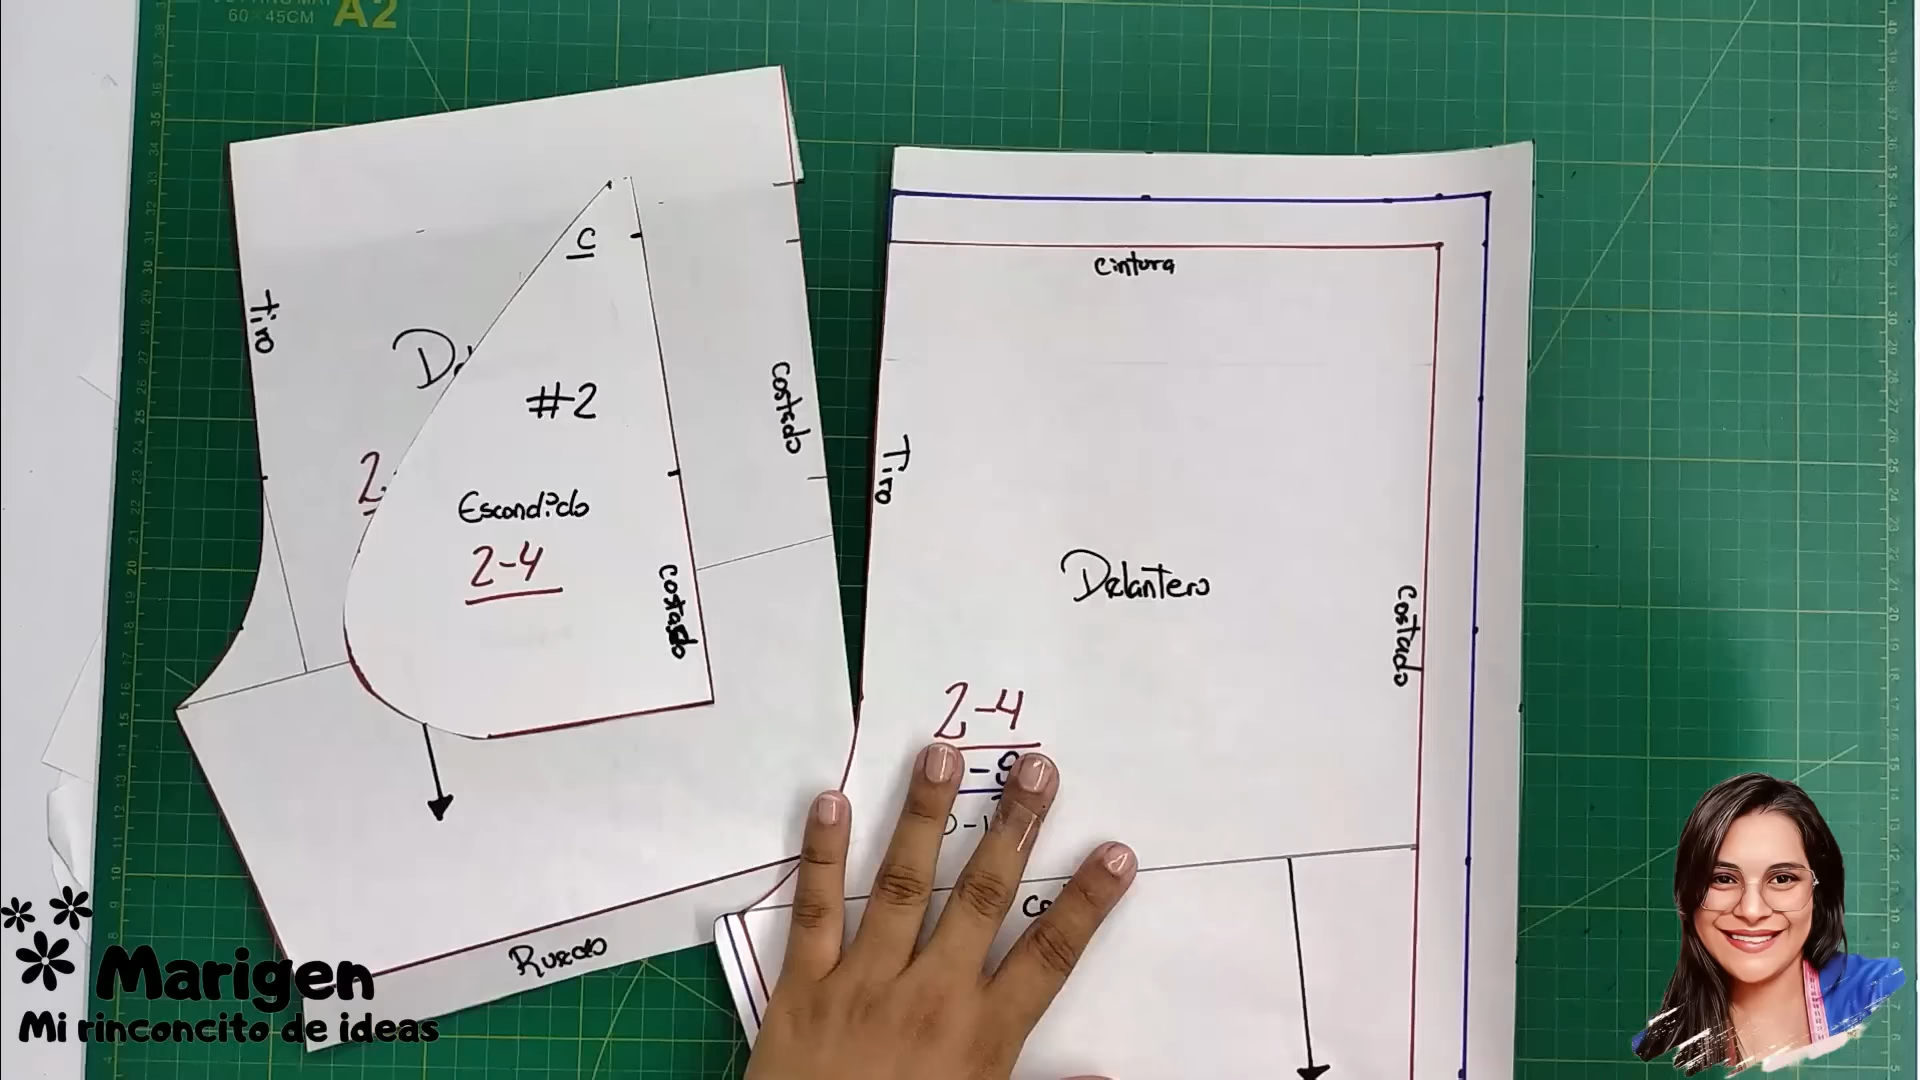 A2
60 45CM
Tiro
C
#2
Escondido
2-4
Costado
Costado
Ruedo
Cintura
Tiro
Delantero
2-4
Costado
Marigen
Mi rinconcito de ideas